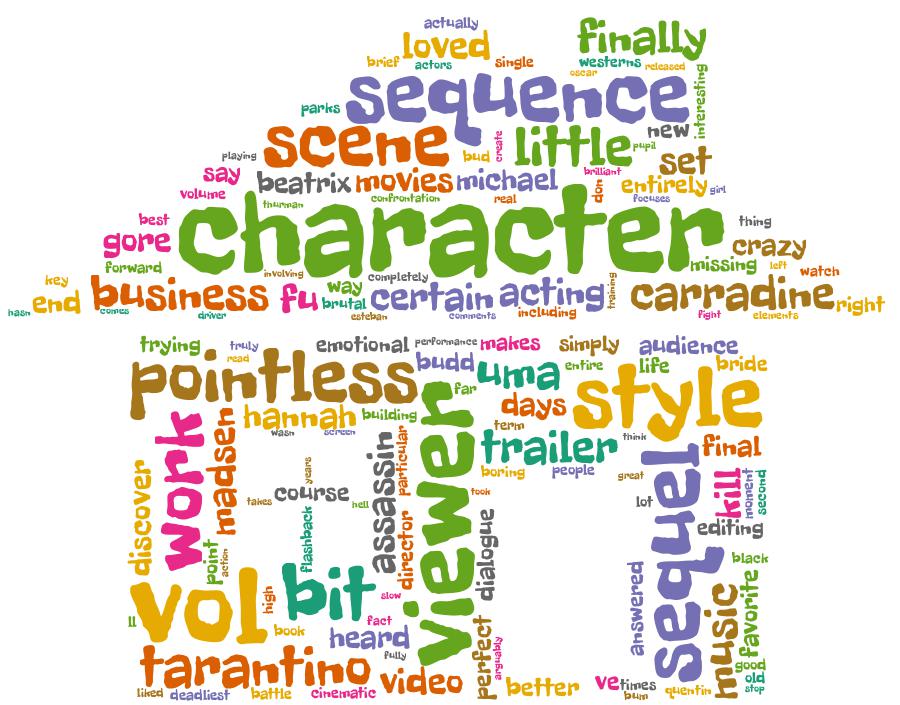 actually
loved finally
brief actors single westerns released
oscar
sequence interesting
parks
scene bud create little pupil new
playing set
say beatrix movies michael brilliant don entirely girl
volume thurman confrontation real focuses
best character thing
gore crazy
forward missing left
involving completely watch
key end business fu way brutal certain acting training carradine right
hasn comes driver esteban comments including fight elements
trying truly emotional performance makes simply audience
read budd entire life bride
pointless uma style
far
hannah building days
work madsen wasn screen term
trailer think final
viewer
assassin particular boring people great
discover years sequel kill moment second
takes course hell took lot editing
flashback director dialogue
point action black
vol high bit slow answered music favorite
ll book fact
heard fully perfect arguably good
tarantino video better ve times old
liked deadliest battle cinematic bum quentin stop